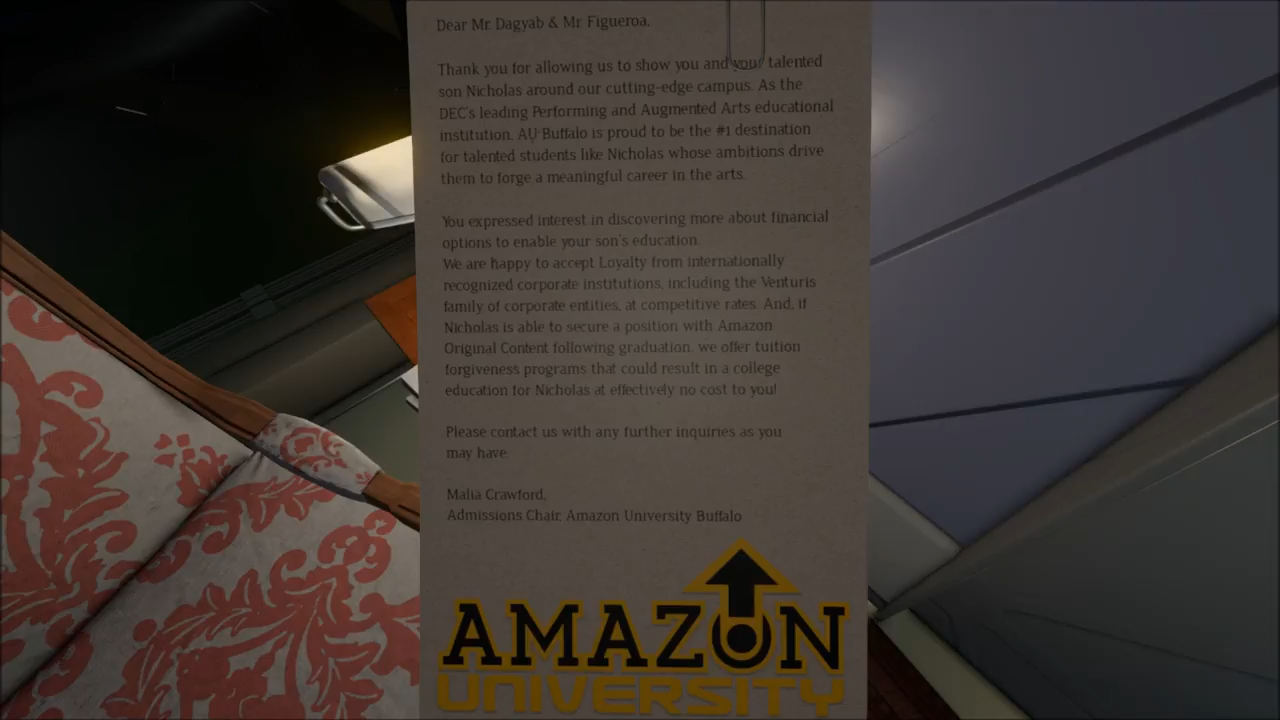 Dear Mr. Dagyab & Mr. Figueroa,
Thank you for allowing us to show you and your talented
son Nicholas around our cutting-edge campus. As the
DEC's leading Performing and Augmented Arts educational
institution, AU Buffalo is proud to be the #1 destination
for talented students like Nicholas whose ambitions drive
them to forge a meaningful career in the arts.
You expressed interest in discovering more about financial
options to enable your son's education.
We are happy to accept Loyalty from internationally
recognized corporate institutions, including the Venturis
family of corporate entities, at competitive rates. And, if
Nicholas is able to secure a position with Amazon
Original Content following graduation, we offer tuition
forgiveness programs that could result in a college
education for Nicholas at effectively no cost to you!
Please contact us with any further inquiries as you
may have.
Malia Crawford,
Admissions Chair, Amazon University Buffalo
AMAZON
UNIVERSITY